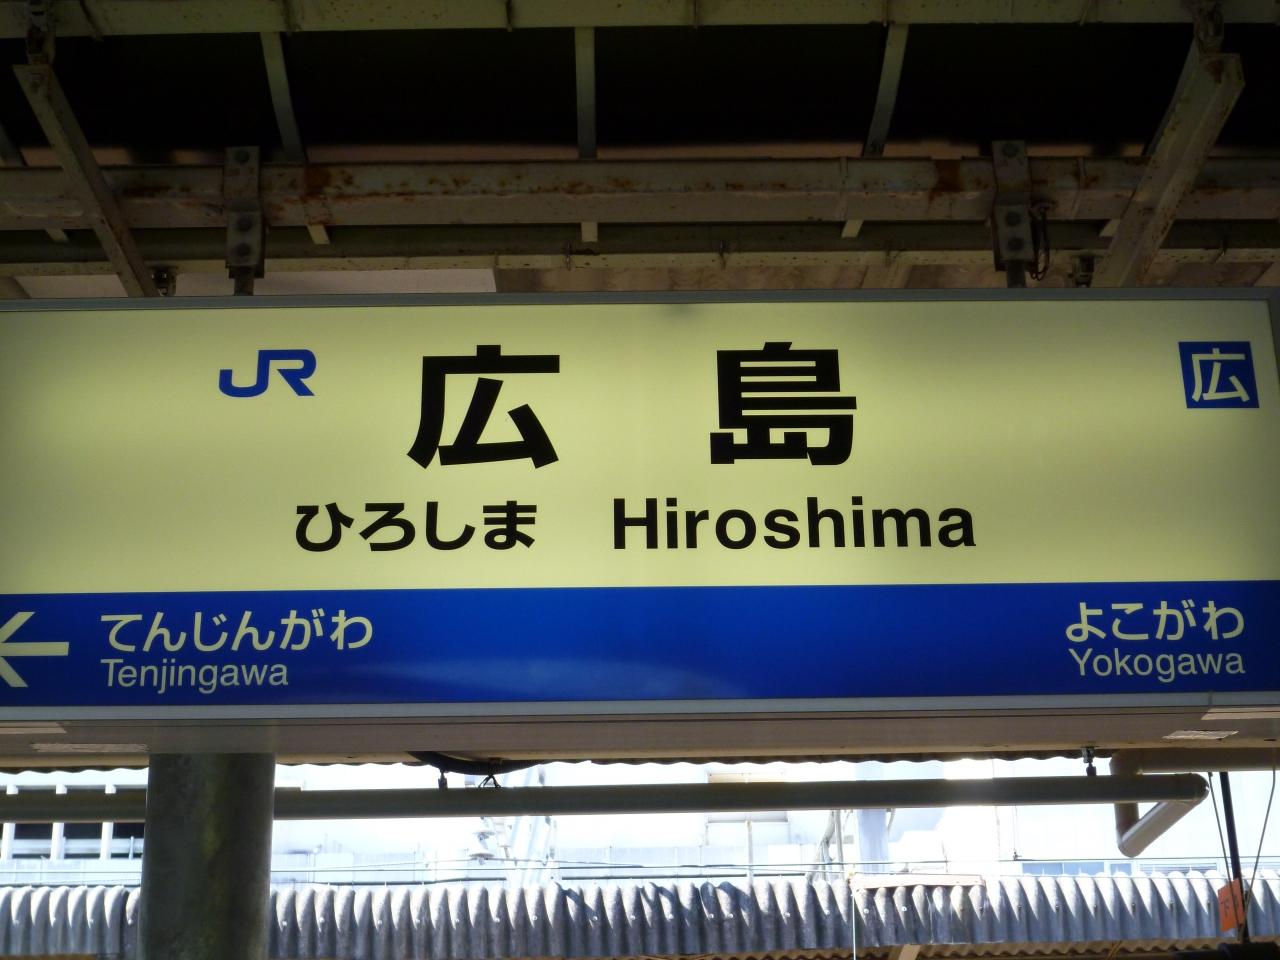 JR 広島 広
ひろしま Hiroshima
てんじんがわ よこがわ
Tenjingawa Yokogawa
下